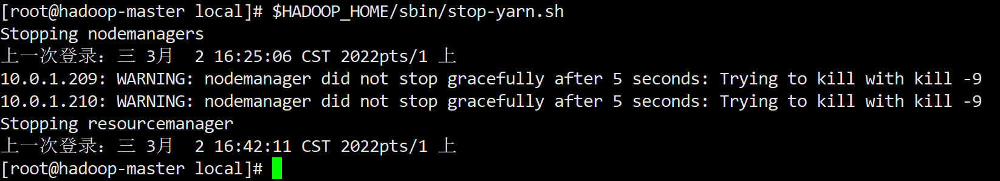 [root@hadoop-master local]# $HADOOP_HOME/sbin/stop-yarn.sh
Stopping nodemanagers
上一次登录：三 3月  2 16:25:06 CST 2022pts/1 上
10.0.1.209: WARNING: nodemanager did not stop gracefully after 5 seconds: Trying to kill with kill -9
10.0.1.210: WARNING: nodemanager did not stop gracefully after 5 seconds: Trying to kill with kill -9
Stopping resourcemanager
上一次登录：三 3月  2 16:42:11 CST 2022pts/1 上
[root@hadoop-master local]#